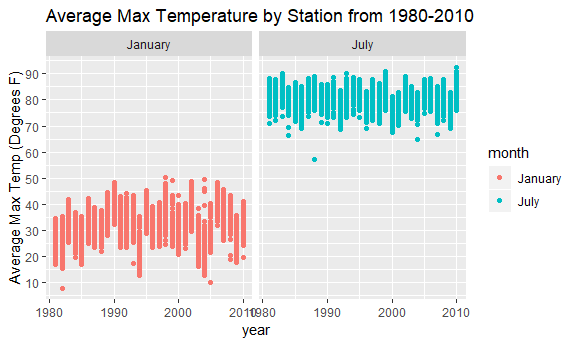 Average Max Temperature by Station from 1980-2010
January July
Average Max Temp (Degrees F)
90
80
70
60
50
40
30
20
10
1980 1990 2000 2010 1980 1990 2000 2010
year
month
January
July